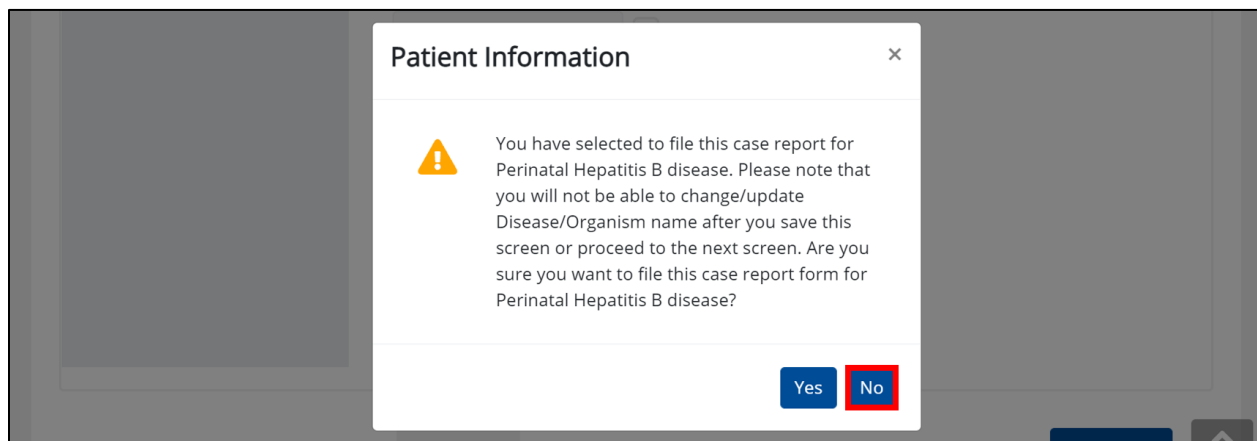 Patient Information
×
You have selected to file this case report for
Perinatal Hepatitis B disease. Please note that
you will not be able to change/update
Disease/Organism name after you save this
screen or proceed to the next screen. Are you
sure you want to file this case report form for
Perinatal Hepatitis B disease?
Yes No